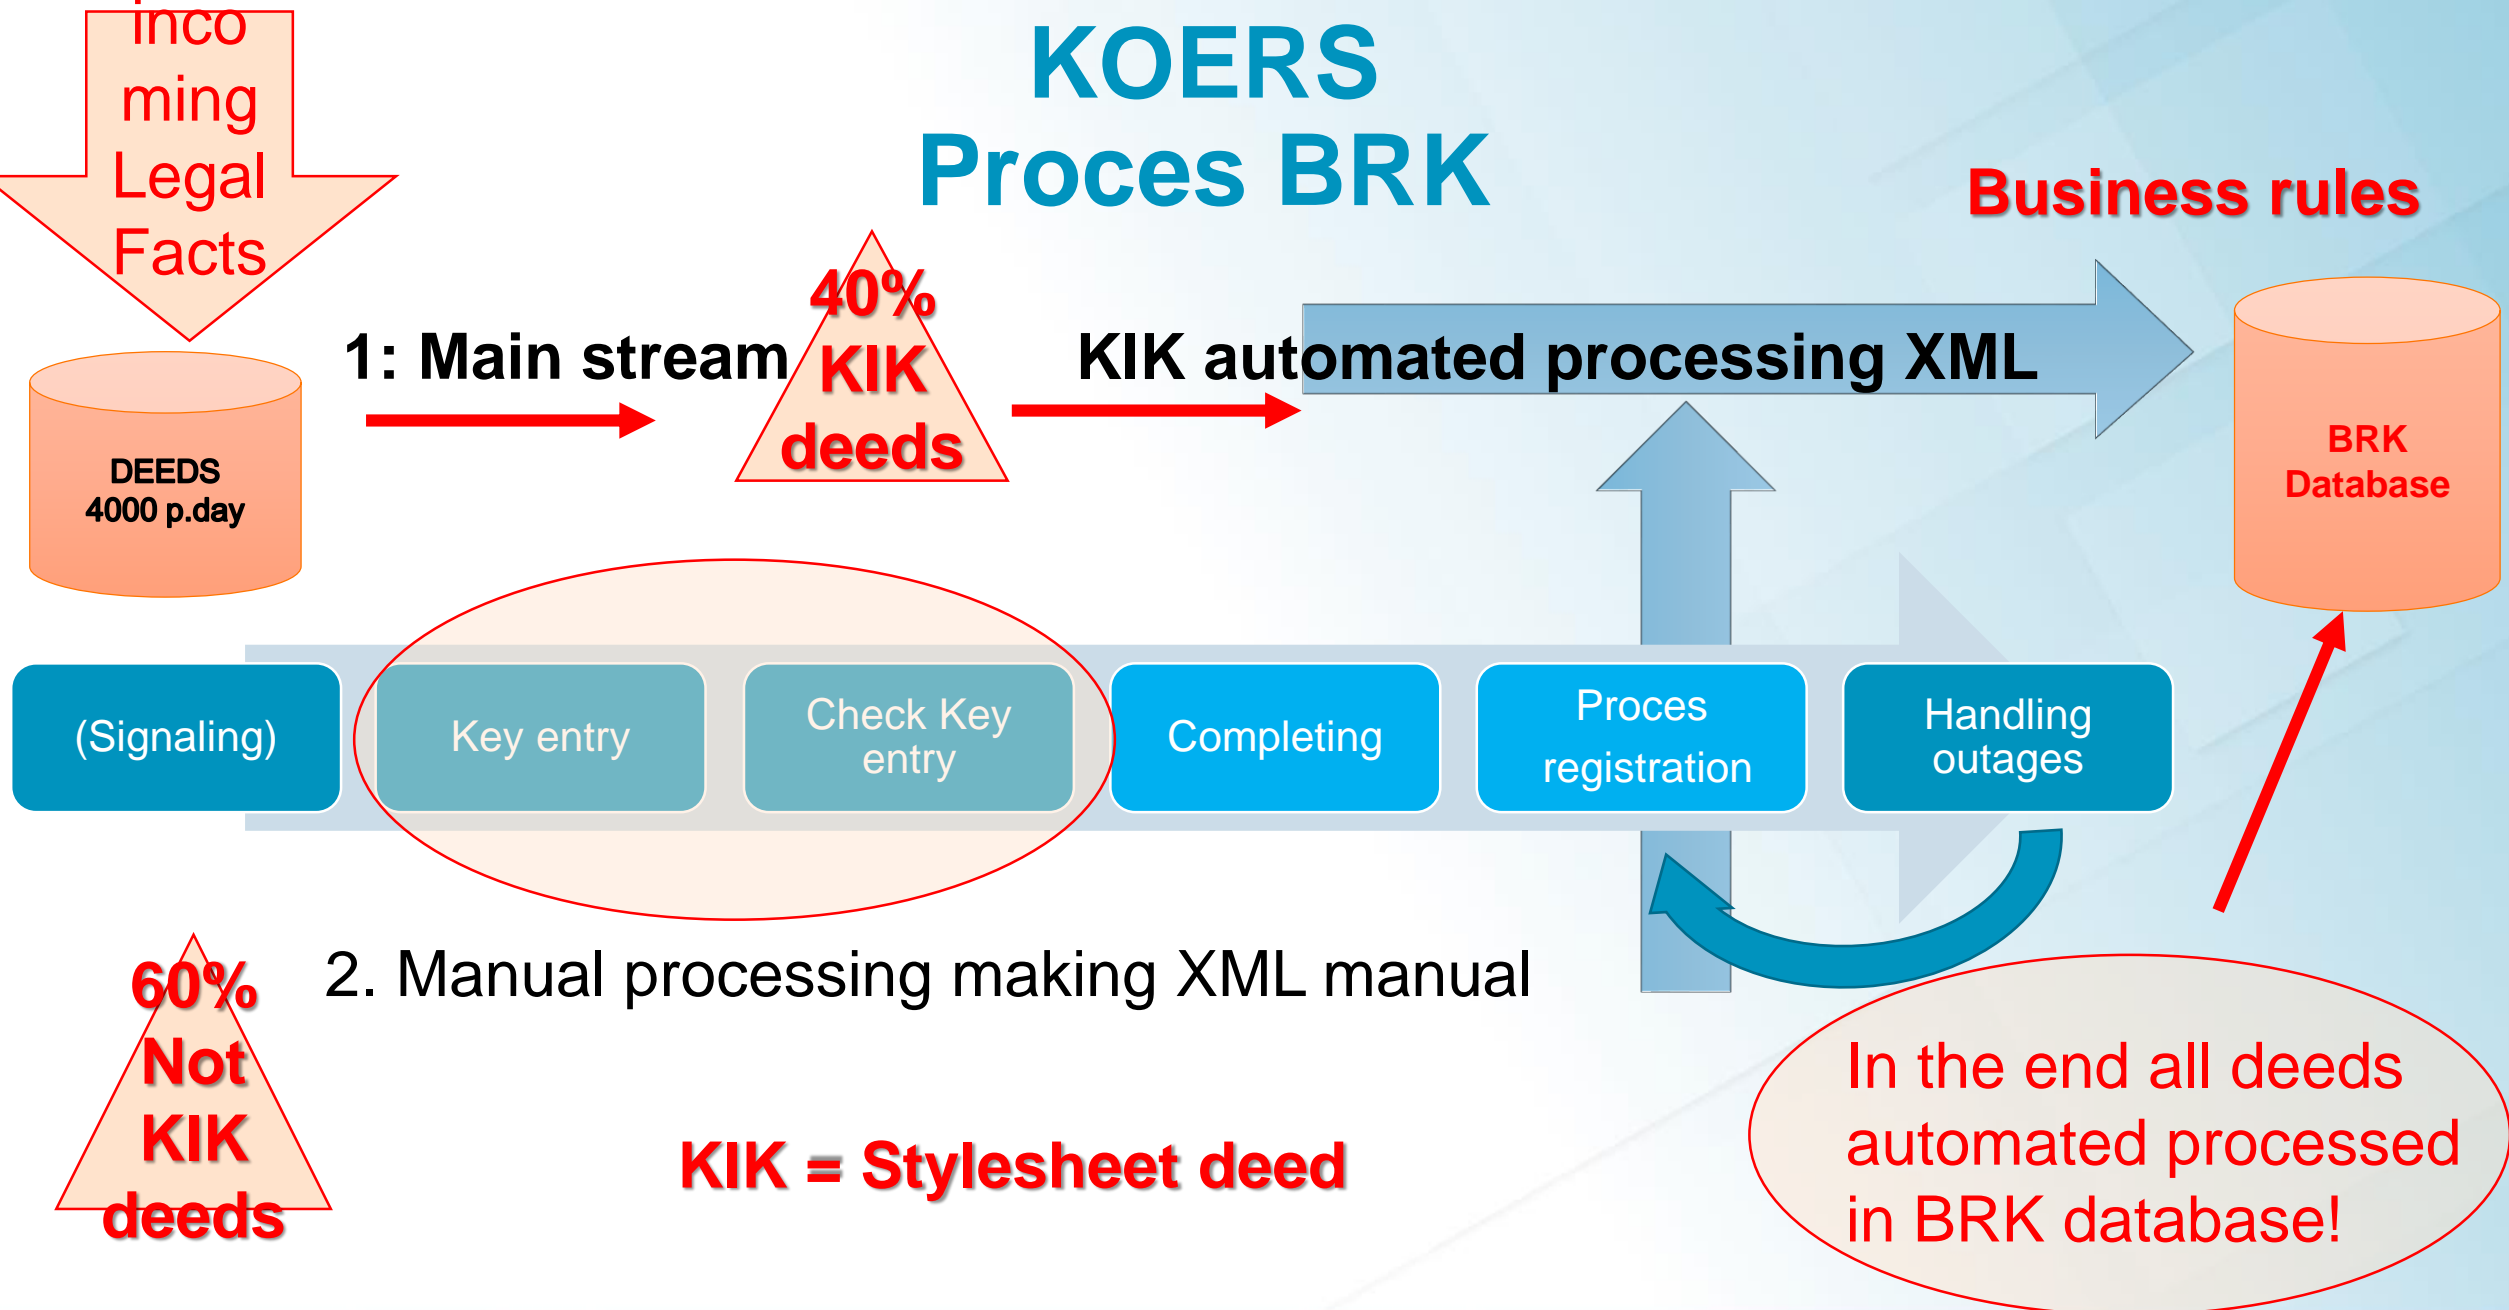 inco
ming
Legal
Facts
KOERS
Proces BRK
Business rules
1: Main stream
40%
KIK
deeds
KIK automated processing XML
DEEDS
4000 p.day
BRK
Database
(Signaling)
Key entry
Check Key
entry
Completing
Proces
registration
Handling
outages
60%
Not
KIK
deeds
2. Manual processing making XML manual
KIK = Stylesheet deed
In the end all deeds
automated processed
in BRK database!